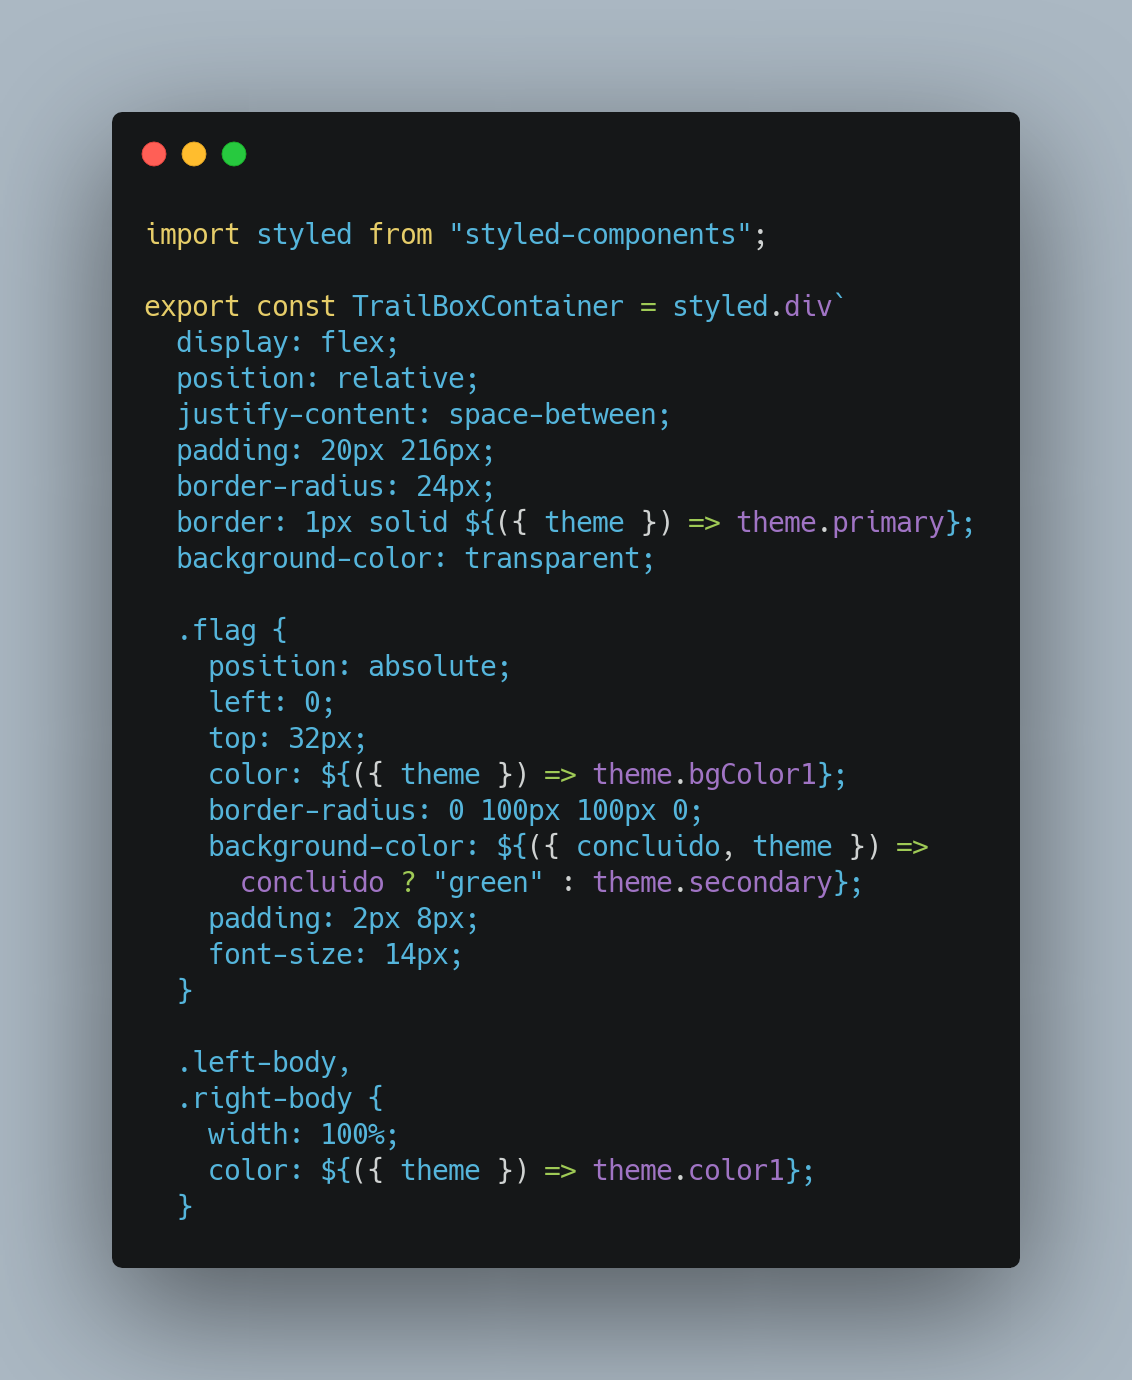 import styled from "styled-components";

export const TrailBoxContainer = styled.div`
  display: flex;
  position: relative;
  justify-content: space-between;
  padding: 20px 216px;
  border-radius: 24px;
  border: 1px solid ${({ theme }) => theme.primary};
  background-color: transparent;

  .flag {
    position: absolute;
    left: 0;
    top: 32px;
    color: ${({ theme }) => theme.bgColor1};
    border-radius: 0 100px 100px 0;
    background-color: ${({ concluido, theme }) =>
      concluido ? "green" : theme.secondary};
    padding: 2px 8px;
    font-size: 14px;
  }

  .left-body,
  .right-body {
    width: 100%;
    color: ${({ theme }) => theme.color1};
  }